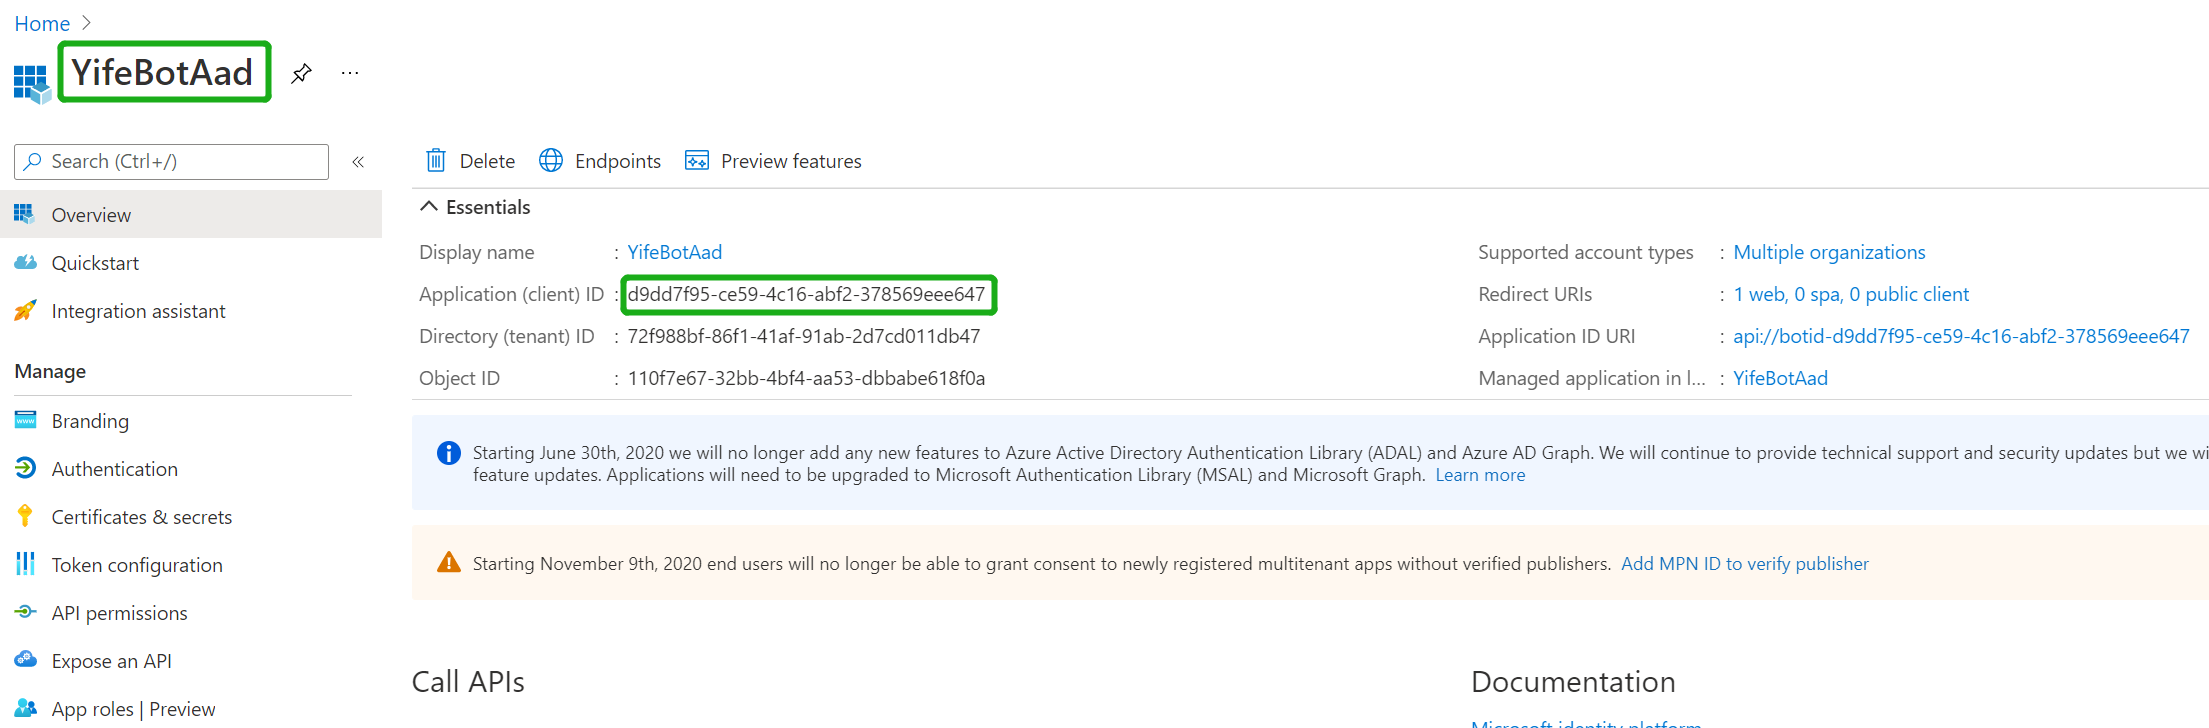 Home
YifeBotAad
Search (Ctrl+/)
Overview
Quickstart
Integration assistant
Manage
Branding
Authentication
Certificates & secrets
Token configuration
API permissions
Expose an API
App roles | Preview
Delete Endpoints Preview features
Essentials
Display name : YifeBotAad
Application (client) ID : d9dd7f95-ce59-4c16-abf2-378569eee647
Directory (tenant) ID : 72f988bf-86f1-41af-91ab-2d7cd011db47
Object ID : 110f7e67-32bb-4bf4-aa53-dbbabe618f0a
Supported account types : Multiple organizations
Redirect URIs : 1 web, 0 spa, 0 public client
Application ID URI : api://botid-d9dd7f95-ce59-4c16-abf2-378569eee647
Managed application in l... : YifeBotAad
Starting June 30th, 2020 we will no longer add any new features to Azure Active Directory Authentication Library (ADAL) and Azure AD Graph. We will continue to provide technical support and security updates but we wi
feature updates. Applications will need to be upgraded to Microsoft Authentication Library (MSAL) and Microsoft Graph. Learn more
Starting November 9th, 2020 end users will no longer be able to grant consent to newly registered multitenant apps without verified publishers. Add MPN ID to verify publisher
Call APIs
Documentation
Microsoft identity platform